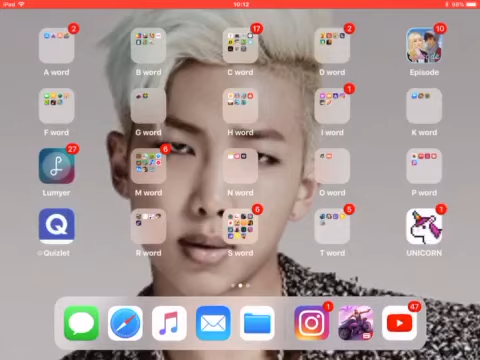 iPad 10:12 98%
2 17 2 10
A word B word C word D word Episode
1
F word G word H word I word K word
27 6
Lumyer M word N word O word P word
6 5 1
Quizlet R word S word T word UNICORN
1 47